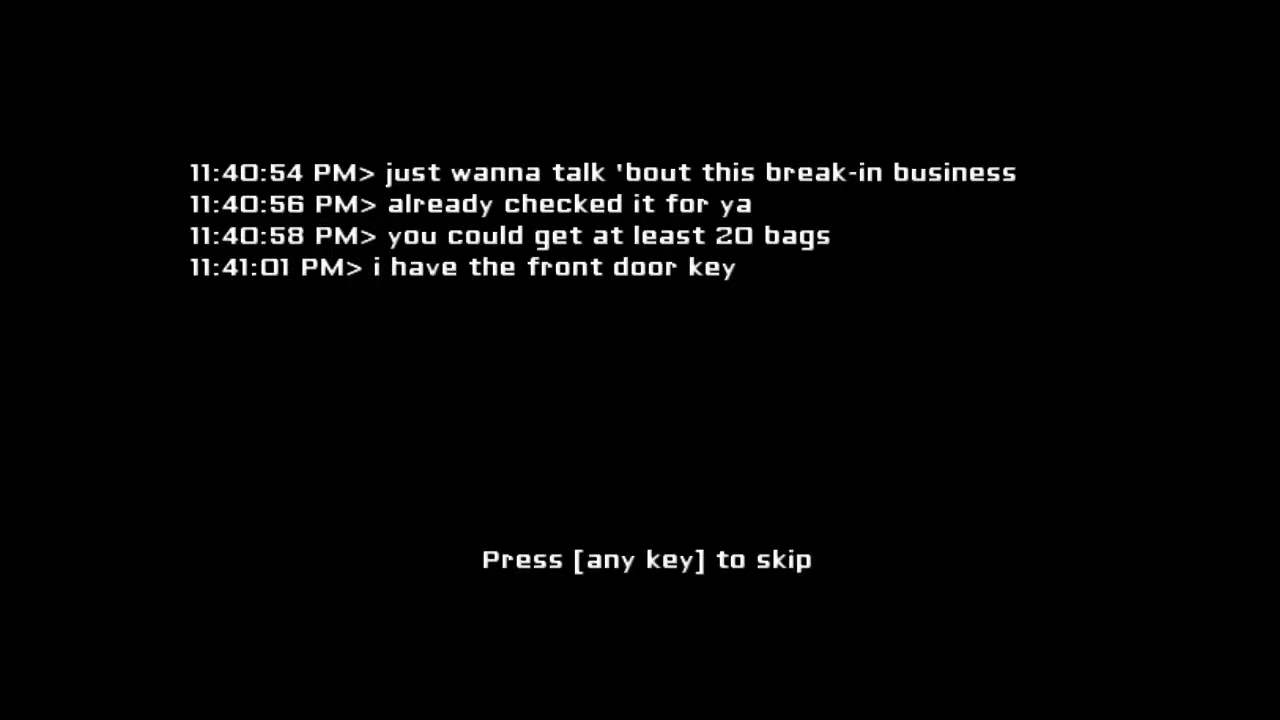 11:40:54 PM> just wanna talk 'bout this break-in business
11:40:56 PM> already checked it for ya
11:40:58 PM> you could get at least 20 bags
11:41:01 PM> i have the front door key
Press [any key] to skip